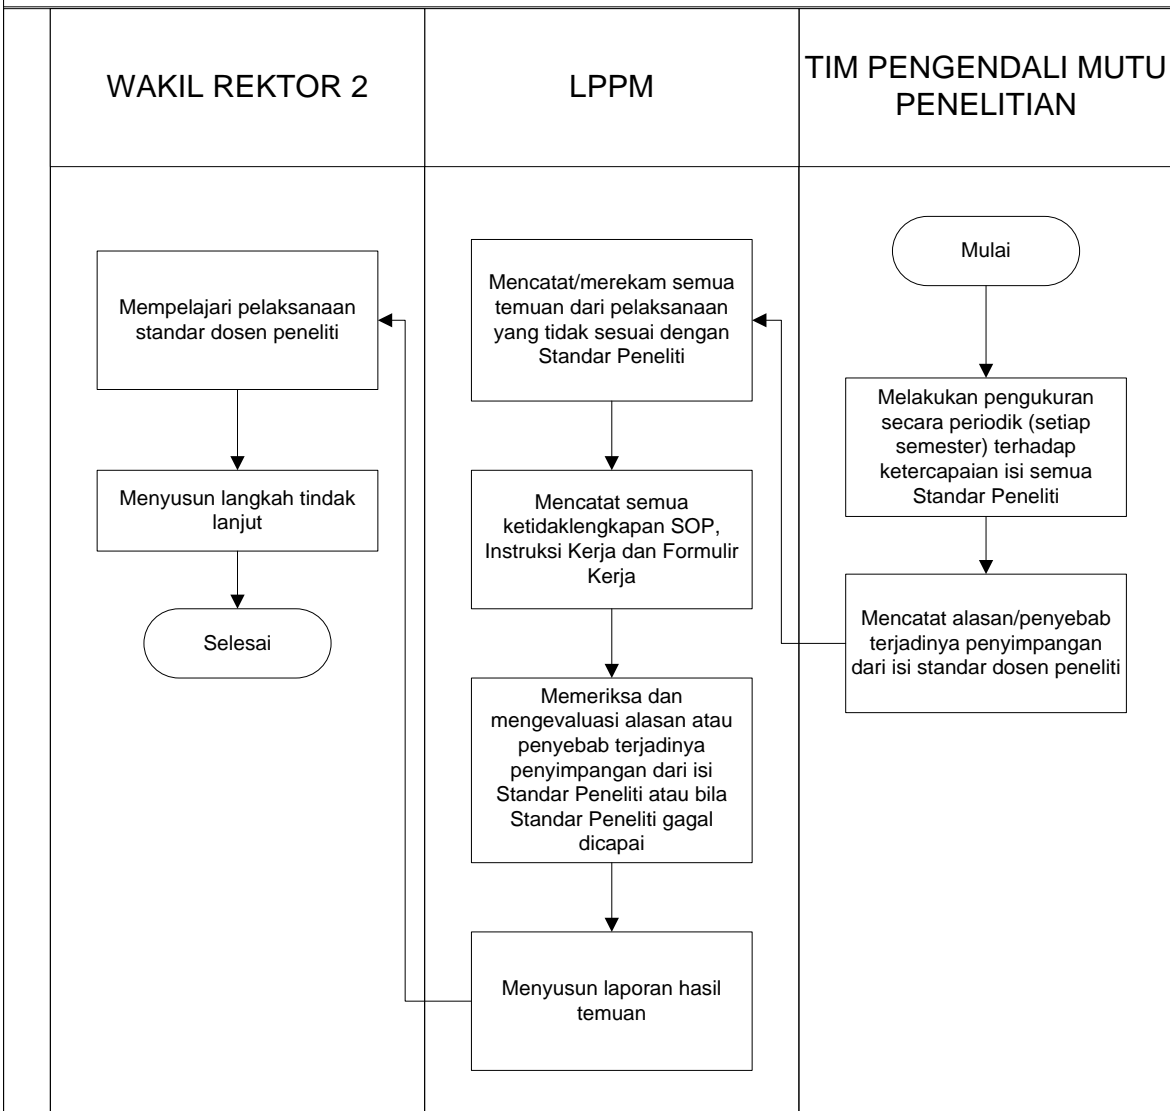 WAKIL REKTOR 2
LPPM
TIM PENGENDALI MUTU
PENELITIAN
Mempelajari pelaksanaan
standar dosen peneliti
Menyusun langkah tindak
lanjut
Selesai
Mencatat/merekam semua
temuan dari pelaksanaan
yang tidak sesuai dengan
Standar Peneliti
Mencatat semua
ketidaklengkapan SOP,
Instruksi Kerja dan Formulir
Kerja
Memeriksa dan
mengevaluasi alasan atau
penyebab terjadinya
penyimpangan dari isi
Standar Peneliti atau bila
Standar Peneliti gagal
dicapai
Menyusun laporan hasil
temuan
Mulai
Melakukan pengukuran
secara periodik (setiap
semester) terhadap
ketercapaian isi semua
Standar Peneliti
Mencatat alasan/penyebab
terjadinya penyimpangan
dari isi standar dosen peneliti